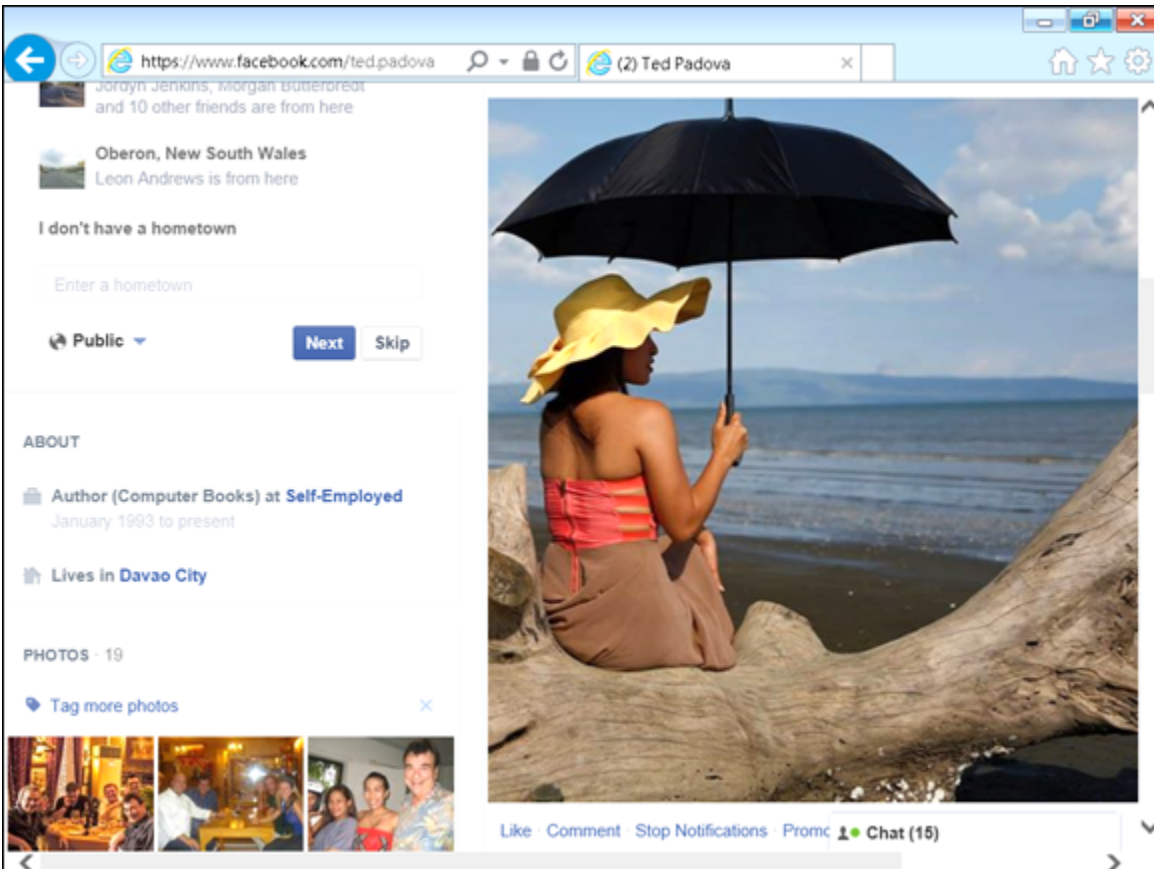 https://www.facebook.com/ted.padova
(2) Ted Padova
Jordyn Jenkins, Morgan Butterbredt
and 10 other friends are from here
Oberon, New South Wales
Leon Andrews is from here
I don't have a hometown
Enter a hometown
Public
Next
Skip
ABOUT
Author (Computer Books) at Self-Employed
January 1993 to present
Lives in Davao City
PHOTOS · 19
Tag more photos
Like · Comment · Stop Notifications · Promo
Chat (15)